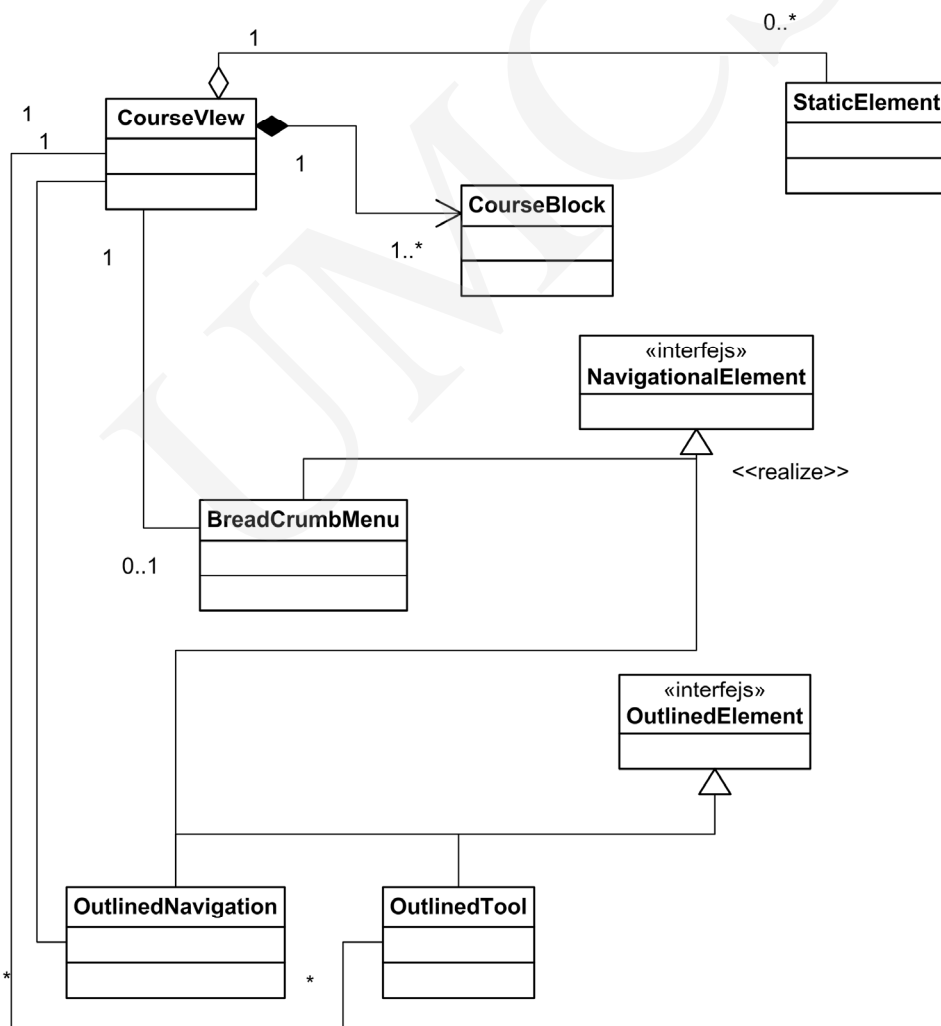 1
0..*
CourseVIew
StaticElement
1
1
1
CourseBlock
1
1..*
«interfejs»
NavigationalElement
<<realize>>
BreadCrumbMenu
0..1
«interfejs»
OutlinedElement
OutlinedNavigation
OutlinedTool
*
*
UMCS